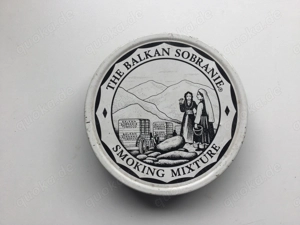 THE BALKAN SOBRANIE®
SMOKING MIXTURE